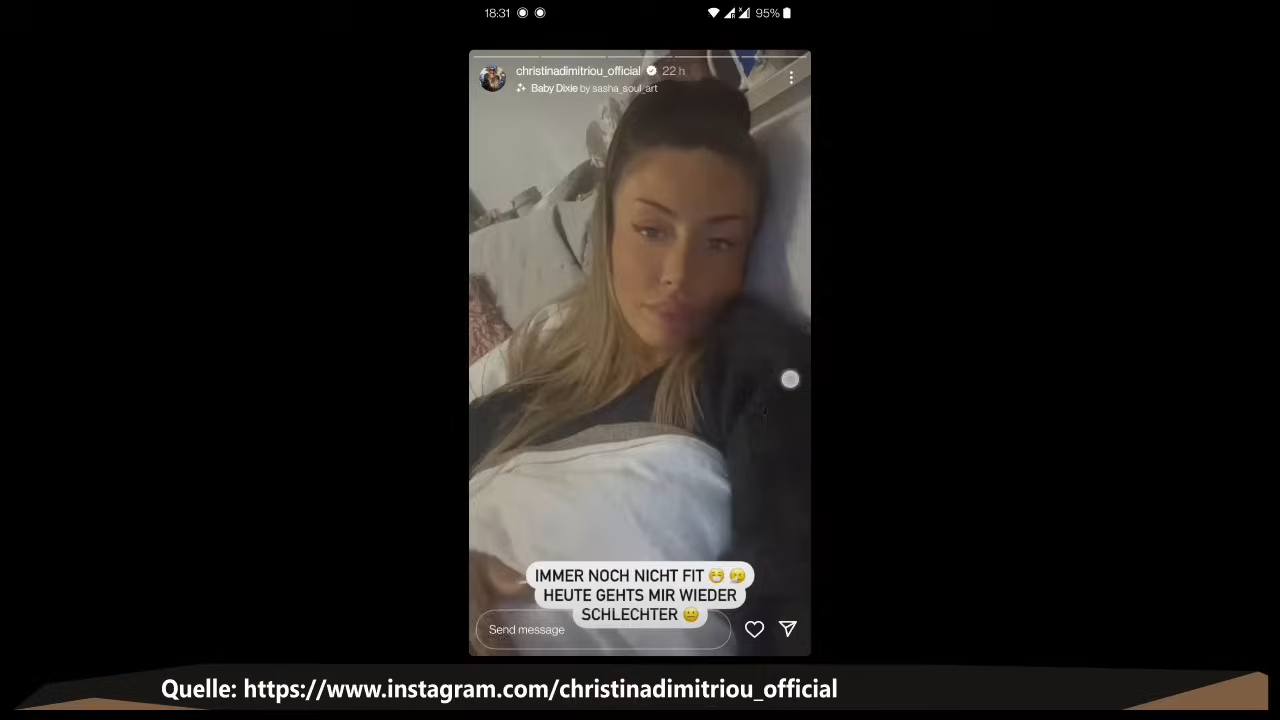 18:31 95%
christinadimitriou_official 22 h
Baby Dixie by sasha_soul_art
IMMER NOCH NICHT FIT 😷 🤧
HEUTE GEHTS MIR WIEDER
SCHLECHTER 😐
Send message
Quelle: https://www.instagram.com/christinadimitriou_official